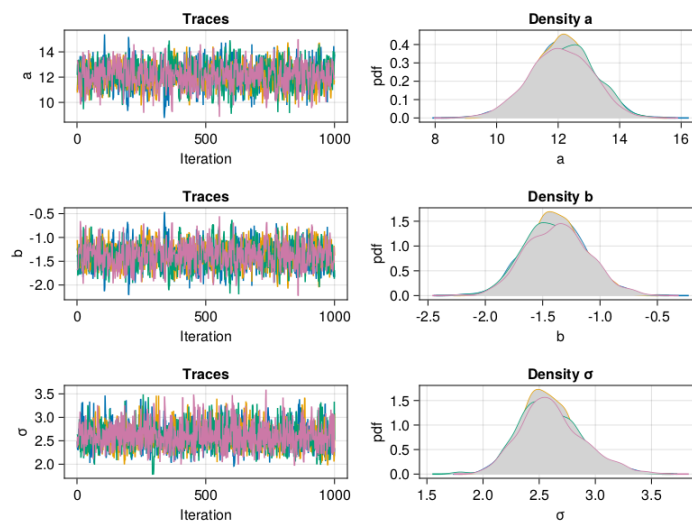 Traces
14
12
10
a
0
500
1000
Iteration
Density a
0.4
0.3
0.2
0.1
0.0
pdf
8
10
12
14
16
a
Traces
-0.5
-1.0
-1.5
-2.0
b
0
500
1000
Iteration
Density b
1.5
1.0
0.5
0.0
pdf
-2.5
-2.0
-1.5
-1.0
-0.5
b
Traces
3.5
3.0
2.5
2.0
σ
0
500
1000
Iteration
Density σ
1.5
1.0
0.5
0.0
pdf
1.5
2.0
2.5
3.0
3.5
σ